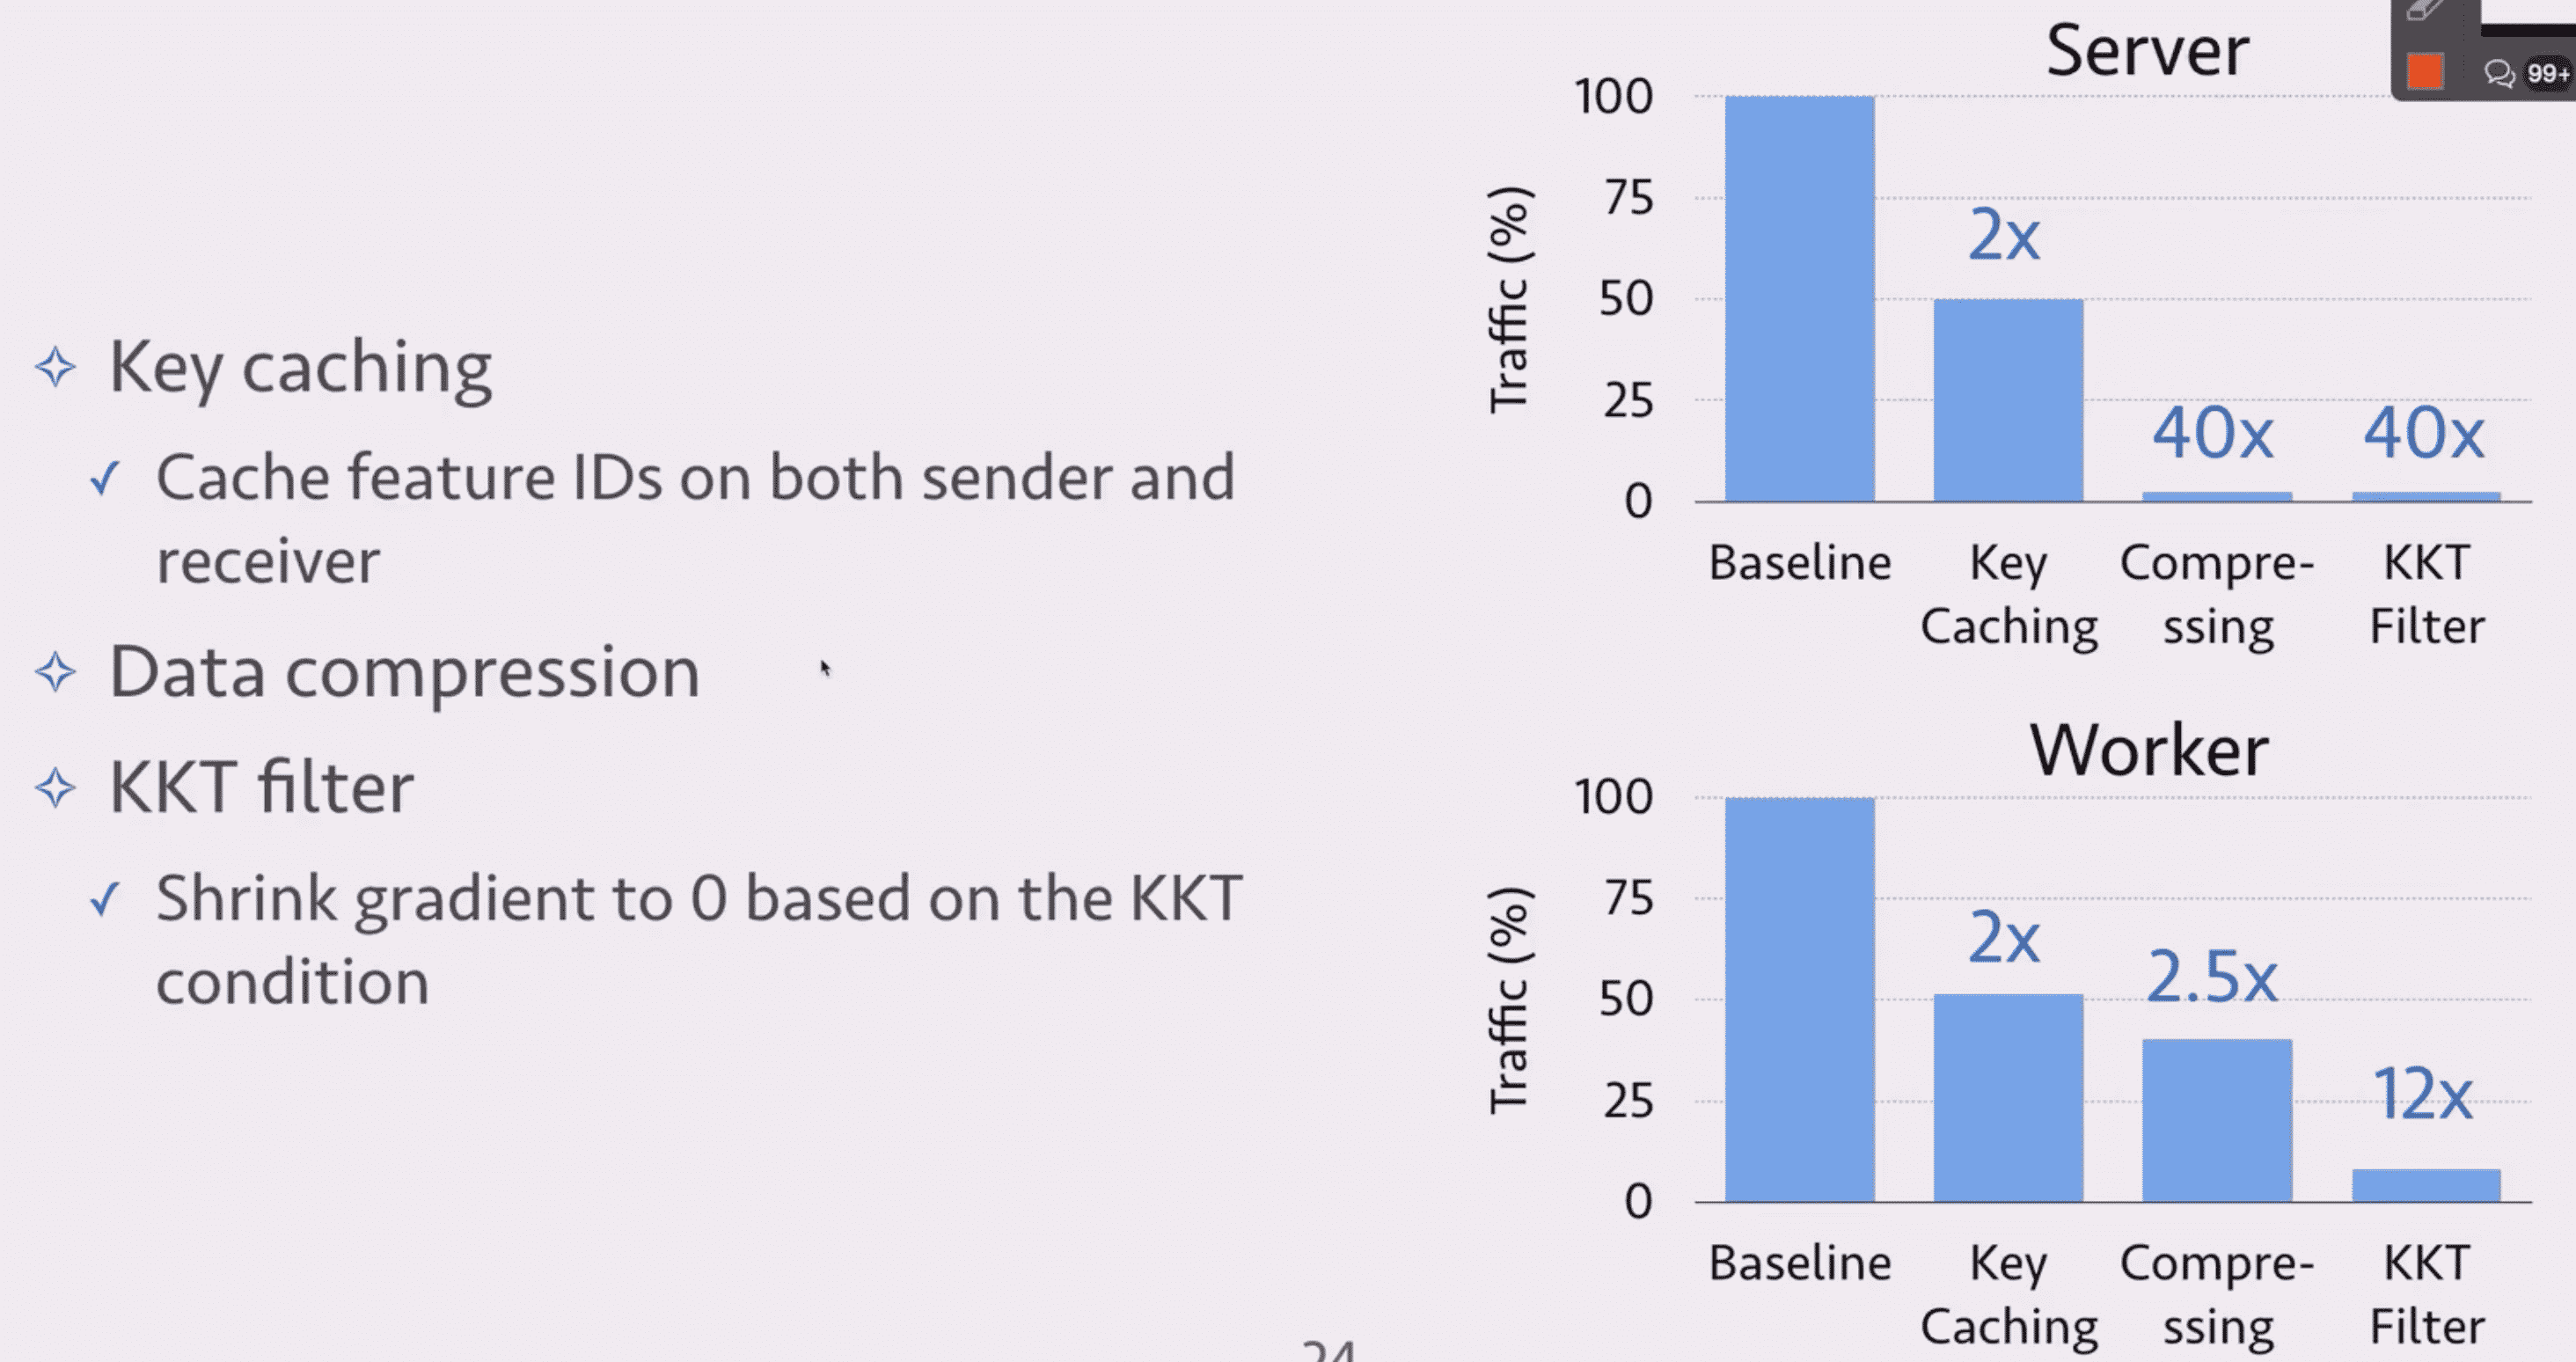 Key caching
Cache feature IDs on both sender and
receiver
Data compression
KKT filter
Shrink gradient to 0 based on the KKT
condition
Server
99+
Traffic (%)
100
75
50
25
0
2x
40x 40x
Baseline Key Compre- KKT
Caching ssing Filter
Worker
Traffic (%)
100
75
50
25
0
2x
2.5x
12x
Baseline Key Compre- KKT
Caching ssing Filter
24